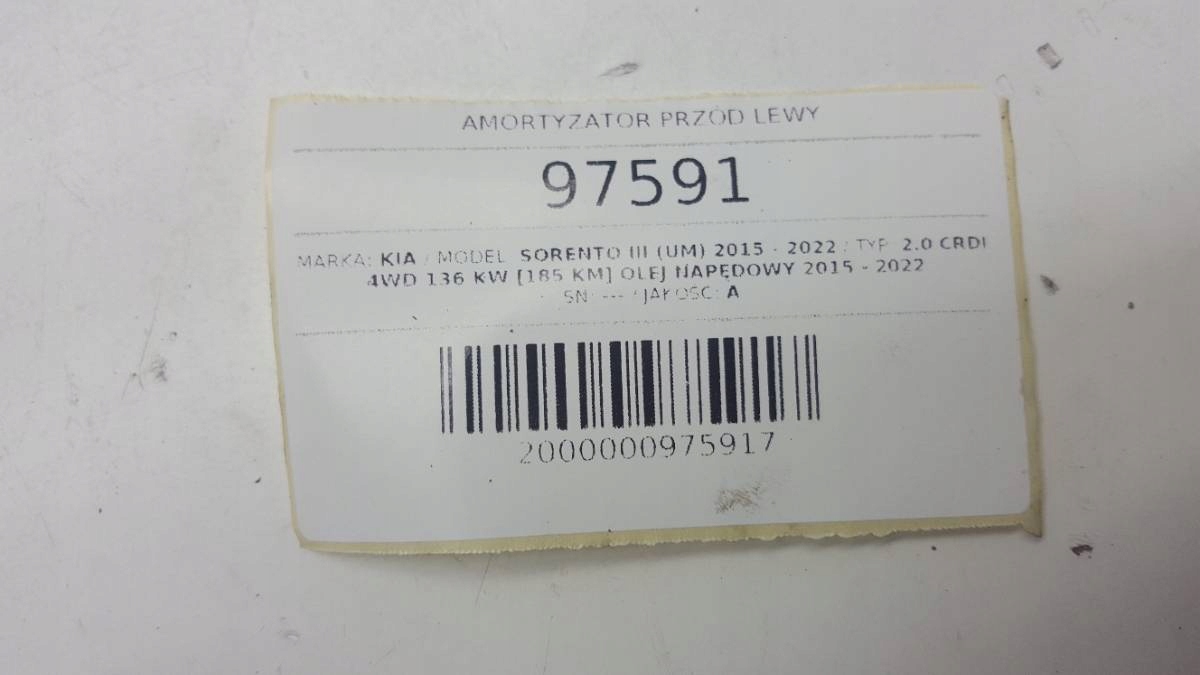 AMORTYZATOR PRZÓD LEWY
97591
MARKA: KIA / MODEL: SORENTO III (UM) 2015 - 2022 / TYP: 2.0 CRDI
4WD 136 KW [185 KM] OLEJ NAPĘDOWY 2015 - 2022
SN: --- / JAKOŚĆ: A
2000000975917